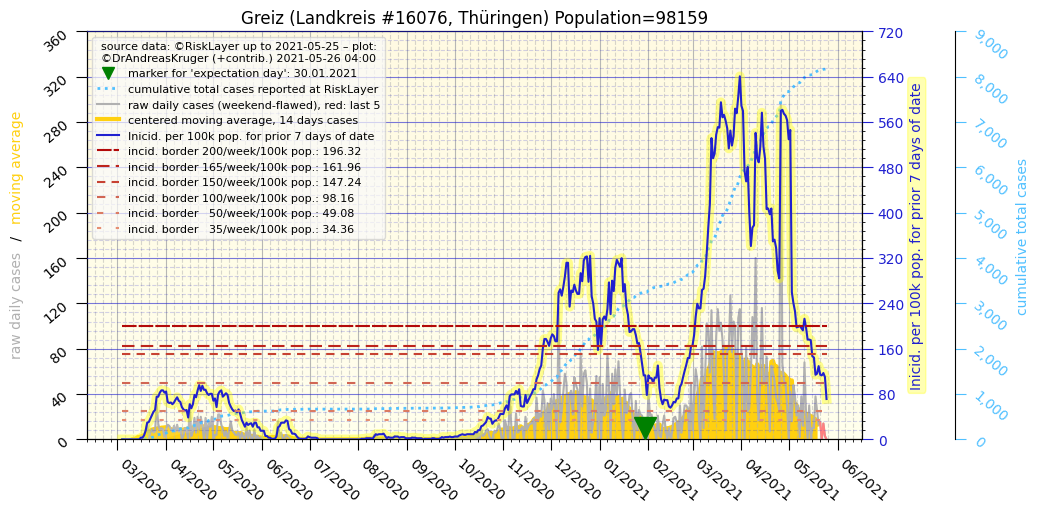 Greiz (Landkreis #16076, Thüringen) Population=98159
source data: ©RiskLayer up to 2021-05-25 – plot:
©DrAndreasKruger (+contrib.) 2021-05-26 04:00
marker for 'expectation day': 30.01.2021
cumulative total cases reported at RiskLayer
raw daily cases (weekend-flawed), red: last 5
centered moving average, 14 days cases
Inicid. per 100k pop. for prior 7 days of date
incid. border 200/week/100k pop.: 196.32
incid. border 165/week/100k pop.: 161.96
incid. border 150/week/100k pop.: 147.24
incid. border 100/week/100k pop.: 98.16
incid. border 50/week/100k pop.: 49.08
incid. border 35/week/100k pop.: 34.36
raw daily cases / moving average
360
320
280
240
200
160
120
80
40
0
03/2020
04/2020
05/2020
06/2020
07/2020
08/2020
09/2020
10/2020
11/2020
12/2020
01/2021
02/2021
03/2021
04/2021
05/2021
06/2021
720
640
560
480
400
320
240
160
80
0
Inicid. per 100k pop. for prior 7 days of date
9,000
8,000
7,000
6,000
5,000
4,000
3,000
2,000
1,000
0
cumulative total cases